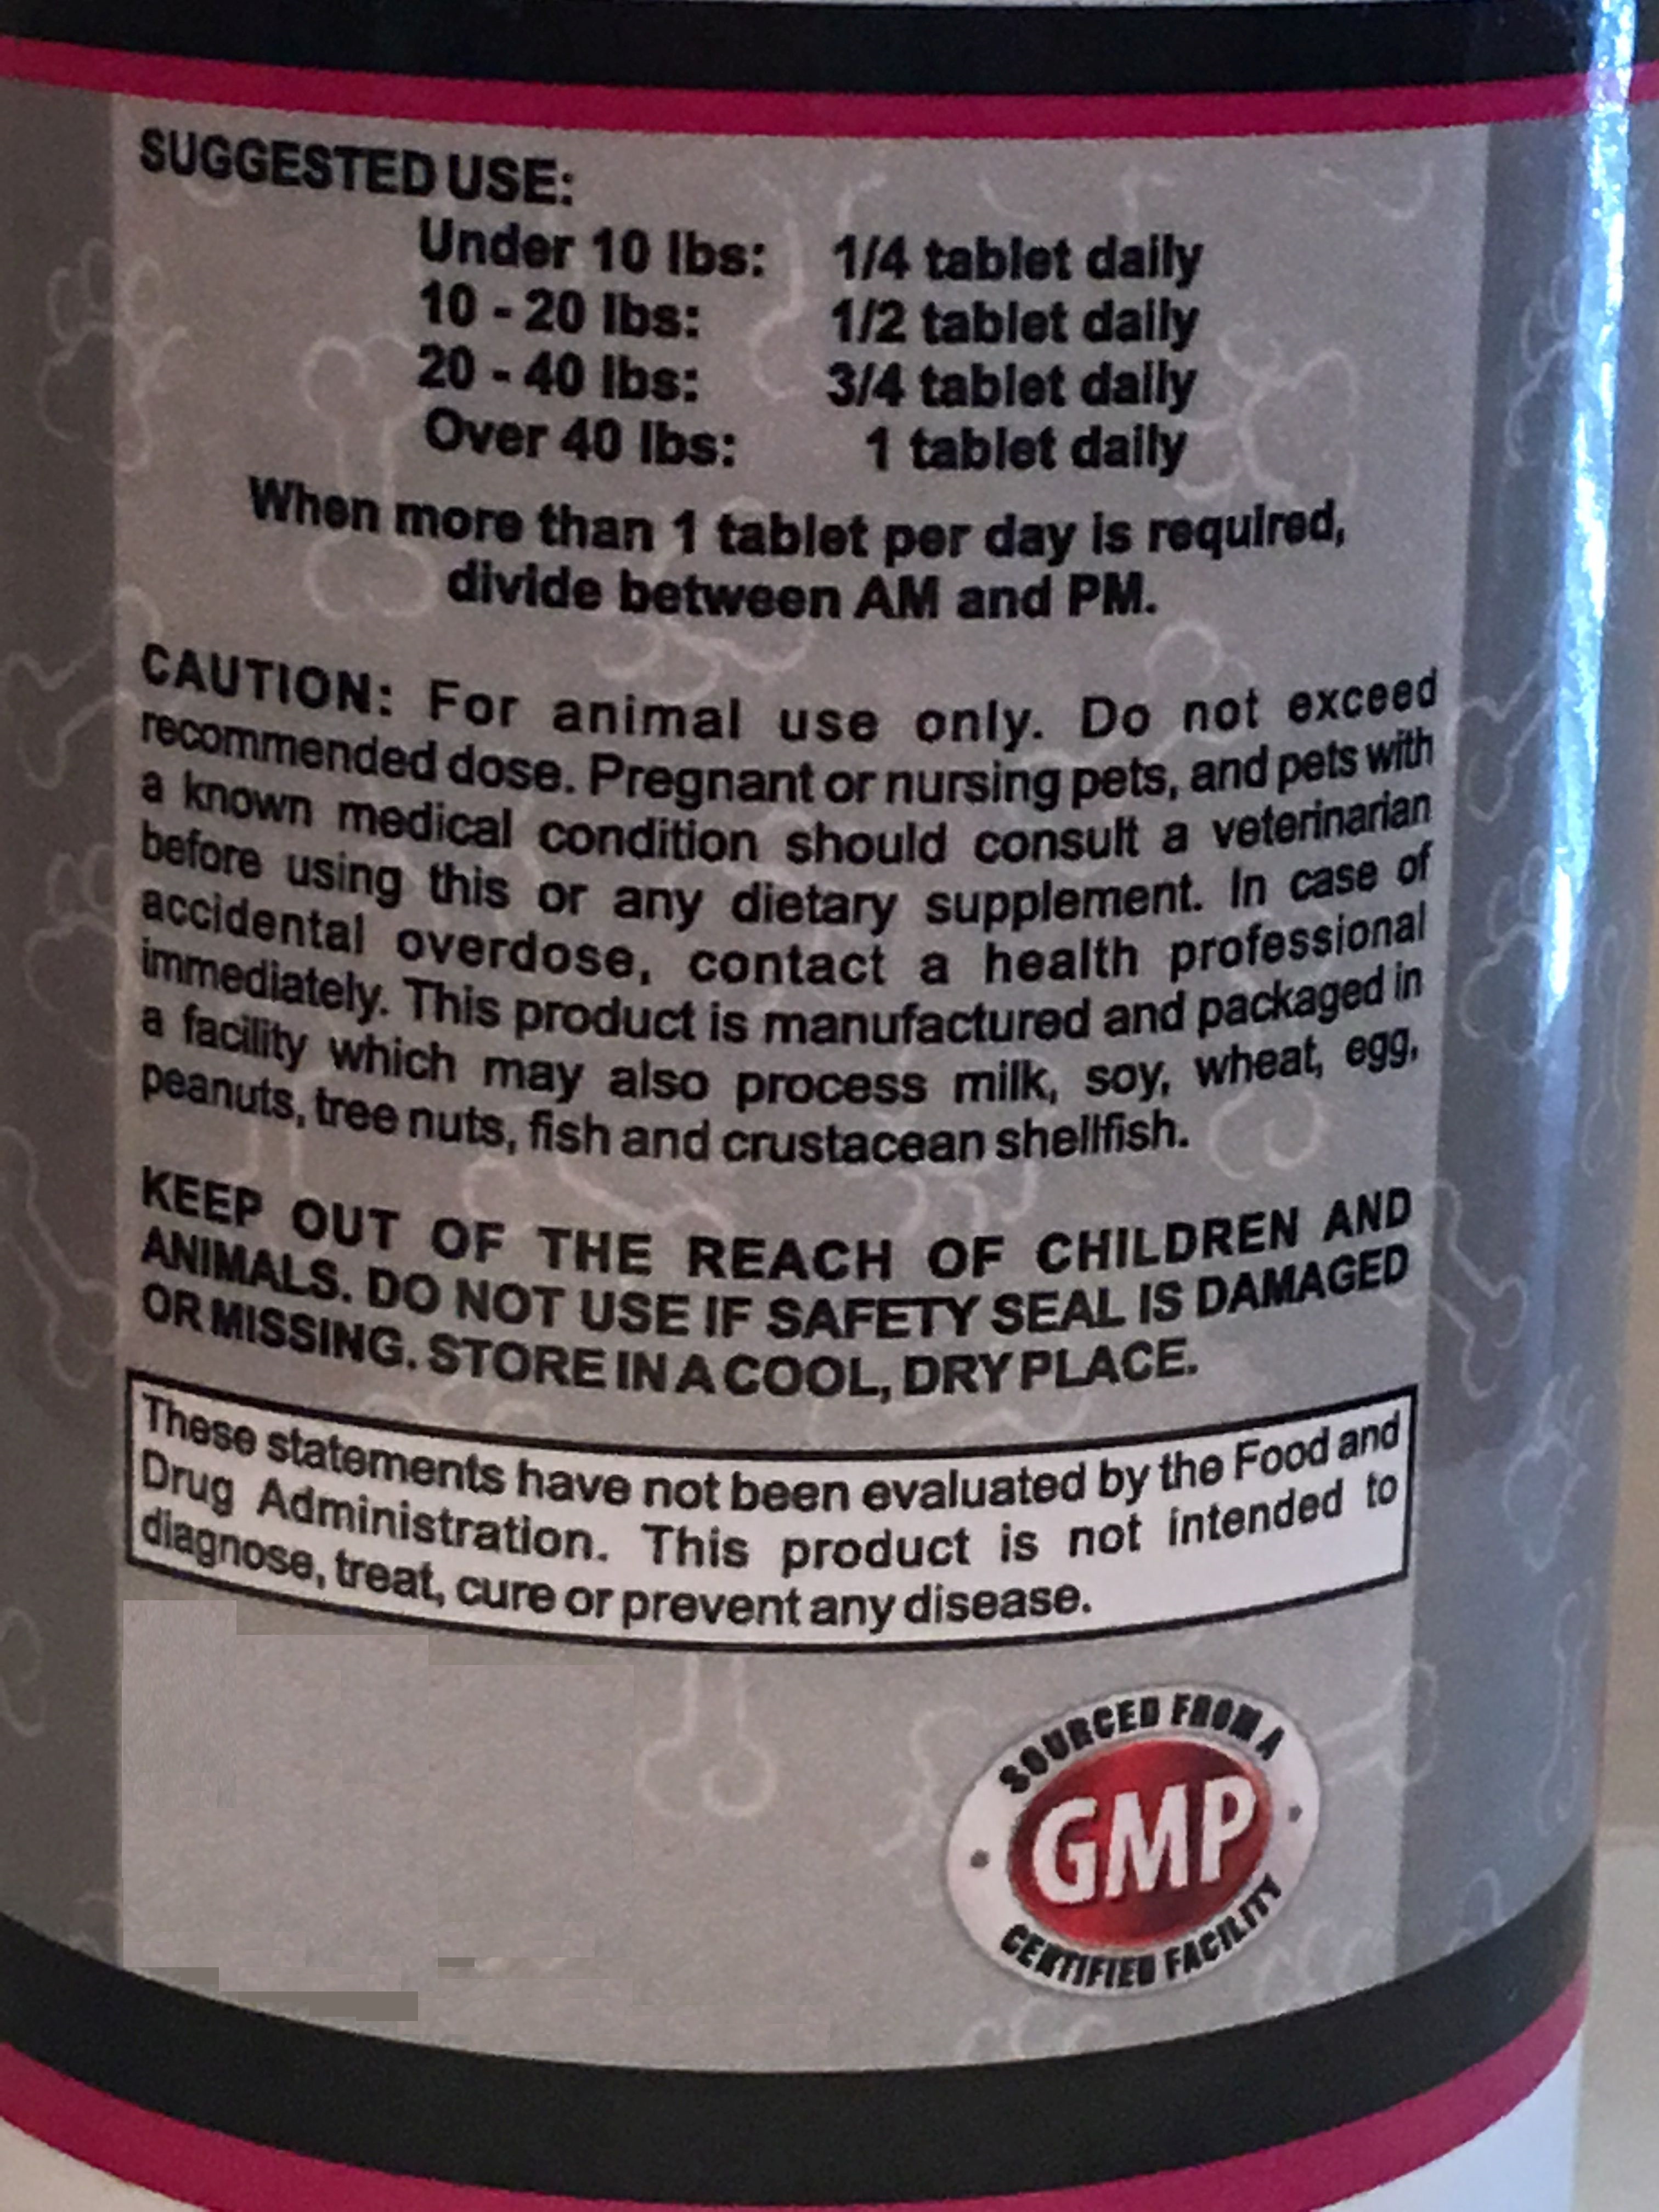 SUGGESTED USE:
Under 10 lbs: 1/4 tablet daily
10 - 20 lbs: 1/2 tablet daily
20 - 40 lbs: 3/4 tablet daily
Over 40 lbs: 1 tablet daily
When more than 1 tablet per day is required,
divide between AM and PM.
CAUTION: For animal use only. Do not exceed
recommended dose. Pregnant or nursing pets, and pets with
a known medical condition should consult a veterinarian
before using this or any dietary supplement. In case of
accidental overdose, contact a health professional
immediately. This product is manufactured and packaged in
a facility which may also process milk, soy, wheat, egg,
peanuts, tree nuts, fish and crustacean shellfish.
KEEP OUT OF THE REACH OF CHILDREN AND
ANIMALS. DO NOT USE IF SAFETY SEAL IS DAMAGED
OR MISSING. STORE IN A COOL, DRY PLACE.
These statements have not been evaluated by the Food and
Drug Administration. This product is not intended to
diagnose, treat, cure or prevent any disease.
SOURCED FROM A
GMP
CERTIFIED FACILITY